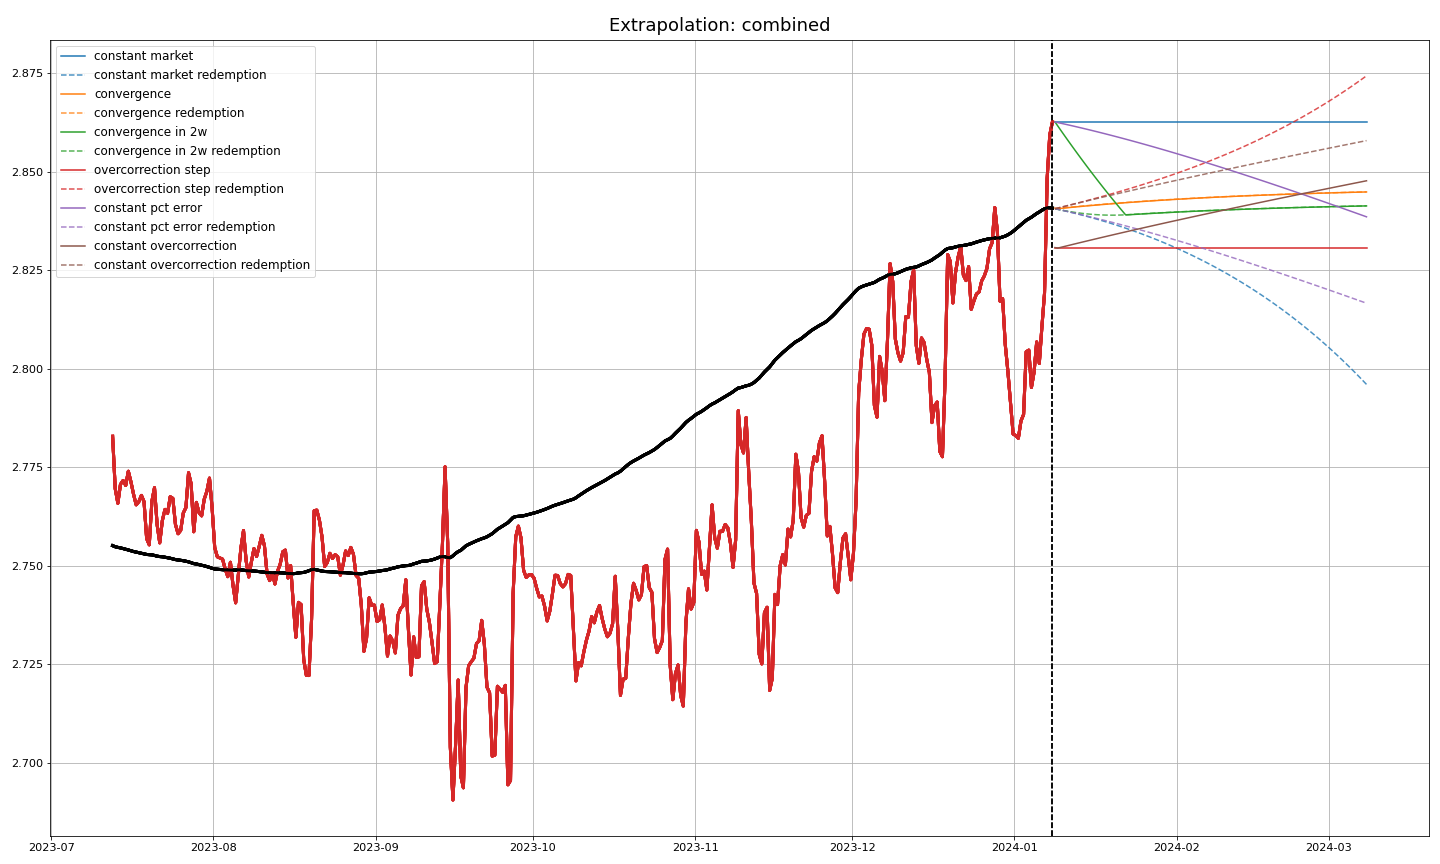 Extrapolation: combined
constant market
constant market redemption
convergence
convergence redemption
convergence in 2w
convergence in 2w redemption
overcorrection step
overcorrection step redemption
constant pct error
constant pct error redemption
constant overcorrection
constant overcorrection redemption
2.875
2.850
2.825
2.800
2.775
2.750
2.725
2.700
2023-07 2023-08 2023-09 2023-10 2023-11 2023-12 2024-01 2024-02 2024-03